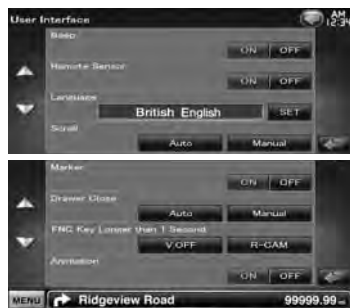 User Interface
AM
12:34
Beep
ON OFF
Remote Sensor
ON OFF
Language
British English SET
Scroll
Auto Manual
Marker
ON OFF
Drawer Close
Auto Manual
FNC Key Longer than 1 Second
V.OFF R-CAM
Animation
ON OFF
MENU Ridgeview Road 99999.99